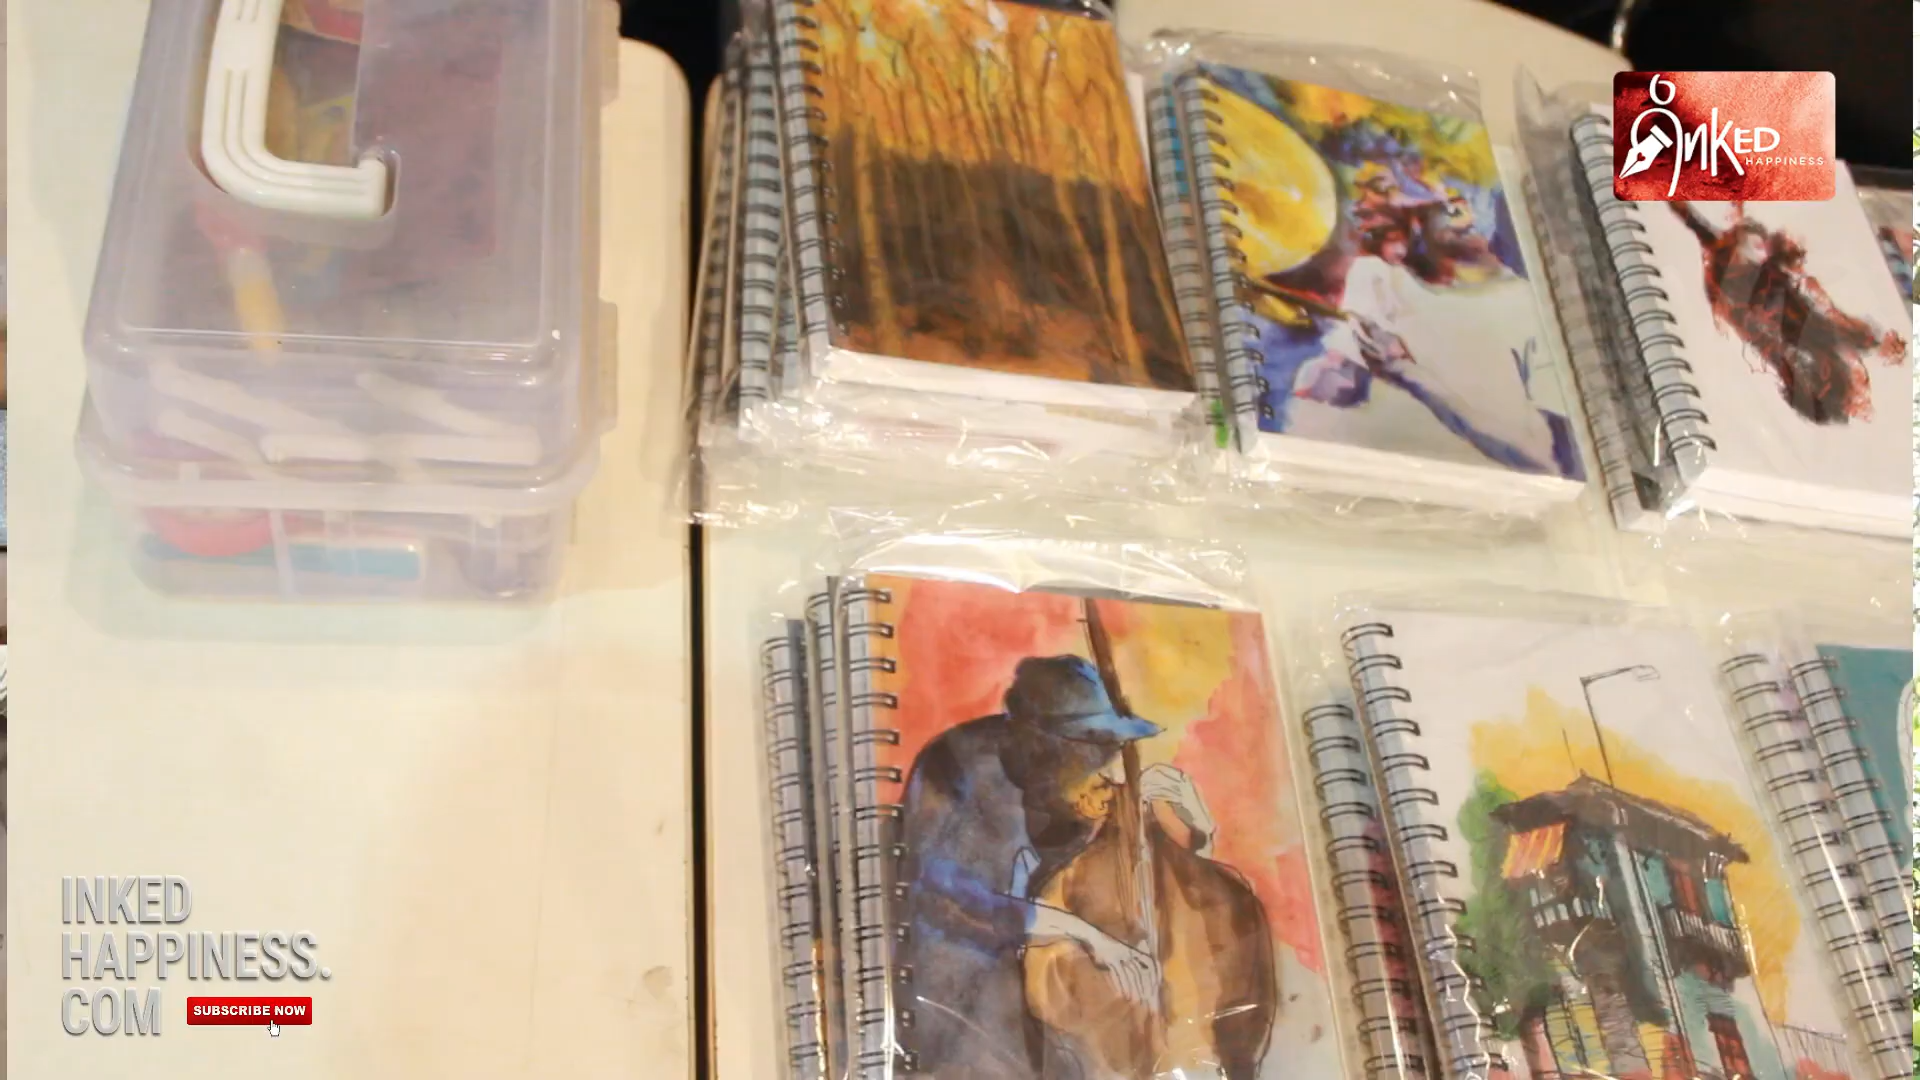 inKED
HAPPINESS
INKED
HAPPINESS.
COM
SUBSCRIBE NOW